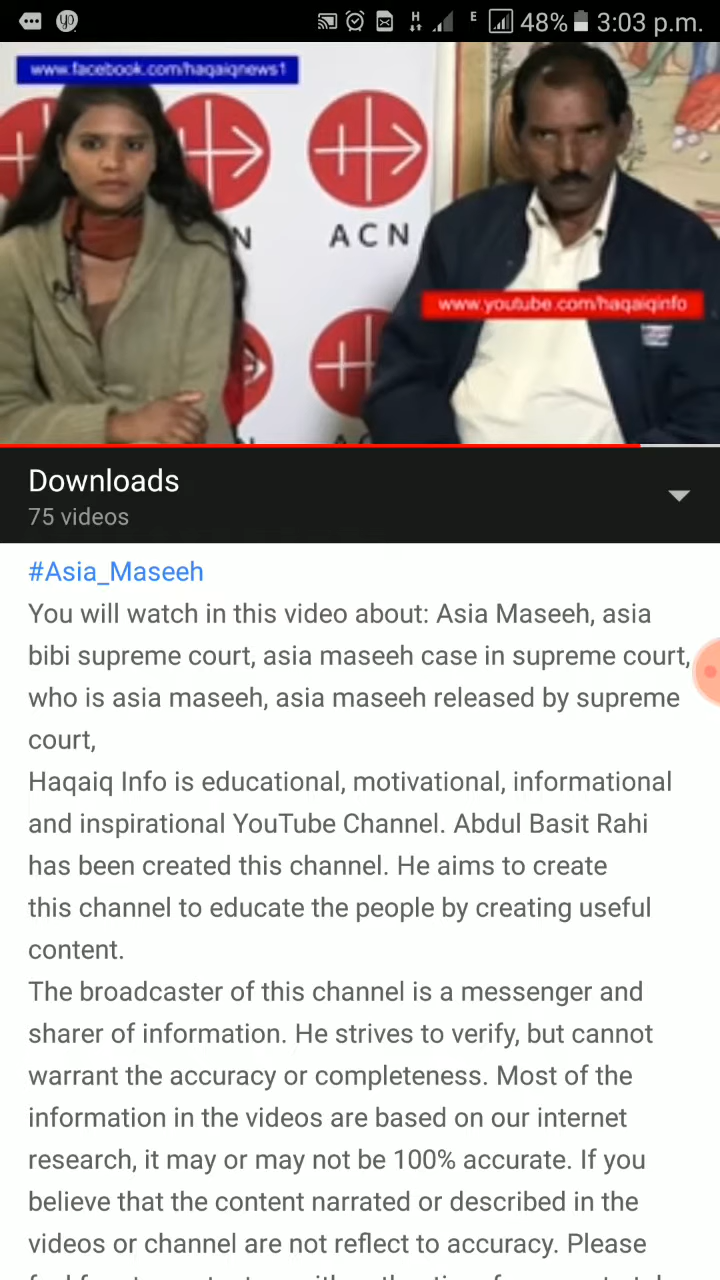 H E 48% 3:03 p.m.
www.facebook.com/haqaiqnews1
N ACN
www.youtube.com/haqaiqinfo
Downloads
75 videos
#Asia_Maseeh
You will watch in this video about: Asia Maseeh, asia
bibi supreme court, asia maseeh case in supreme court,
who is asia maseeh, asia maseeh released by supreme
court,
Haqaiq Info is educational, motivational, informational
and inspirational YouTube Channel. Abdul Basit Rahi
has been created this channel. He aims to create
this channel to educate the people by creating useful
content.
The broadcaster of this channel is a messenger and
sharer of information. He strives to verify, but cannot
warrant the accuracy or completeness. Most of the
information in the videos are based on our internet
research, it may or may not be 100% accurate. If you
believe that the content narrated or described in the
videos or channel are not reflect to accuracy. Please